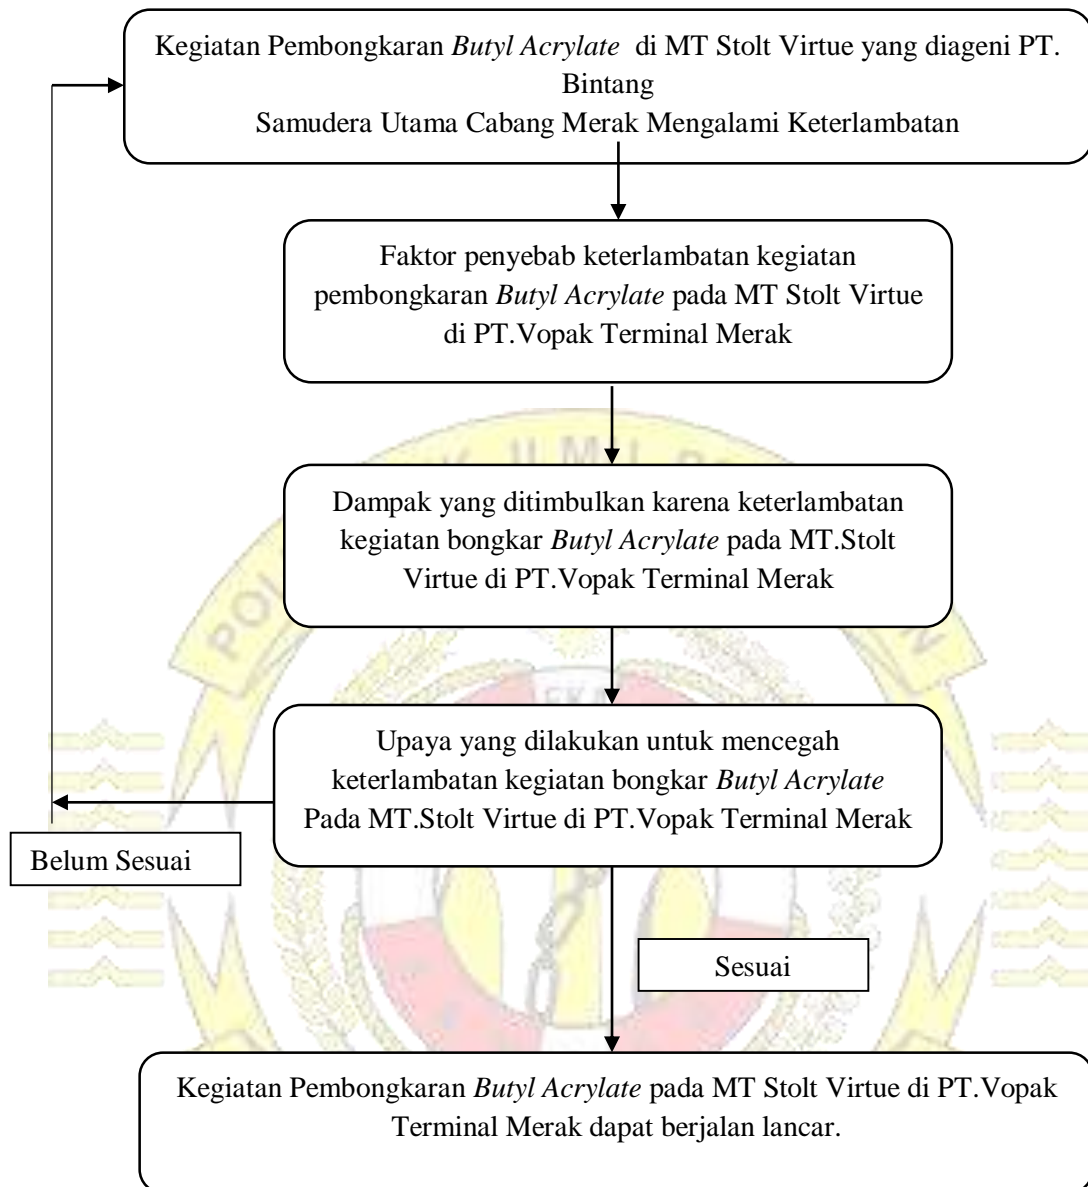 Kegiatan Pembongkaran Butyl Acrylate di MT Stolt Virtue yang diageni PT.
Bintang
Samudera Utama Cabang Merak Mengalami Keterlambatan
Faktor penyebab keterlambatan kegiatan
pembongkaran Butyl Acrylate pada MT Stolt Virtue
di PT.Vopak Terminal Merak
Dampak yang ditimbulkan karena keterlambatan
kegiatan bongkar Butyl Acrylate pada MT.Stolt
Virtue di PT.Vopak Terminal Merak
Upaya yang dilakukan untuk mencegah
keterlambatan kegiatan bongkar Butyl Acrylate
Pada MT.Stolt Virtue di PT.Vopak Terminal Merak
Belum Sesuai
Sesuai
Kegiatan Pembongkaran Butyl Acrylate pada MT Stolt Virtue di PT.Vopak
Terminal Merak dapat berjalan lancar.